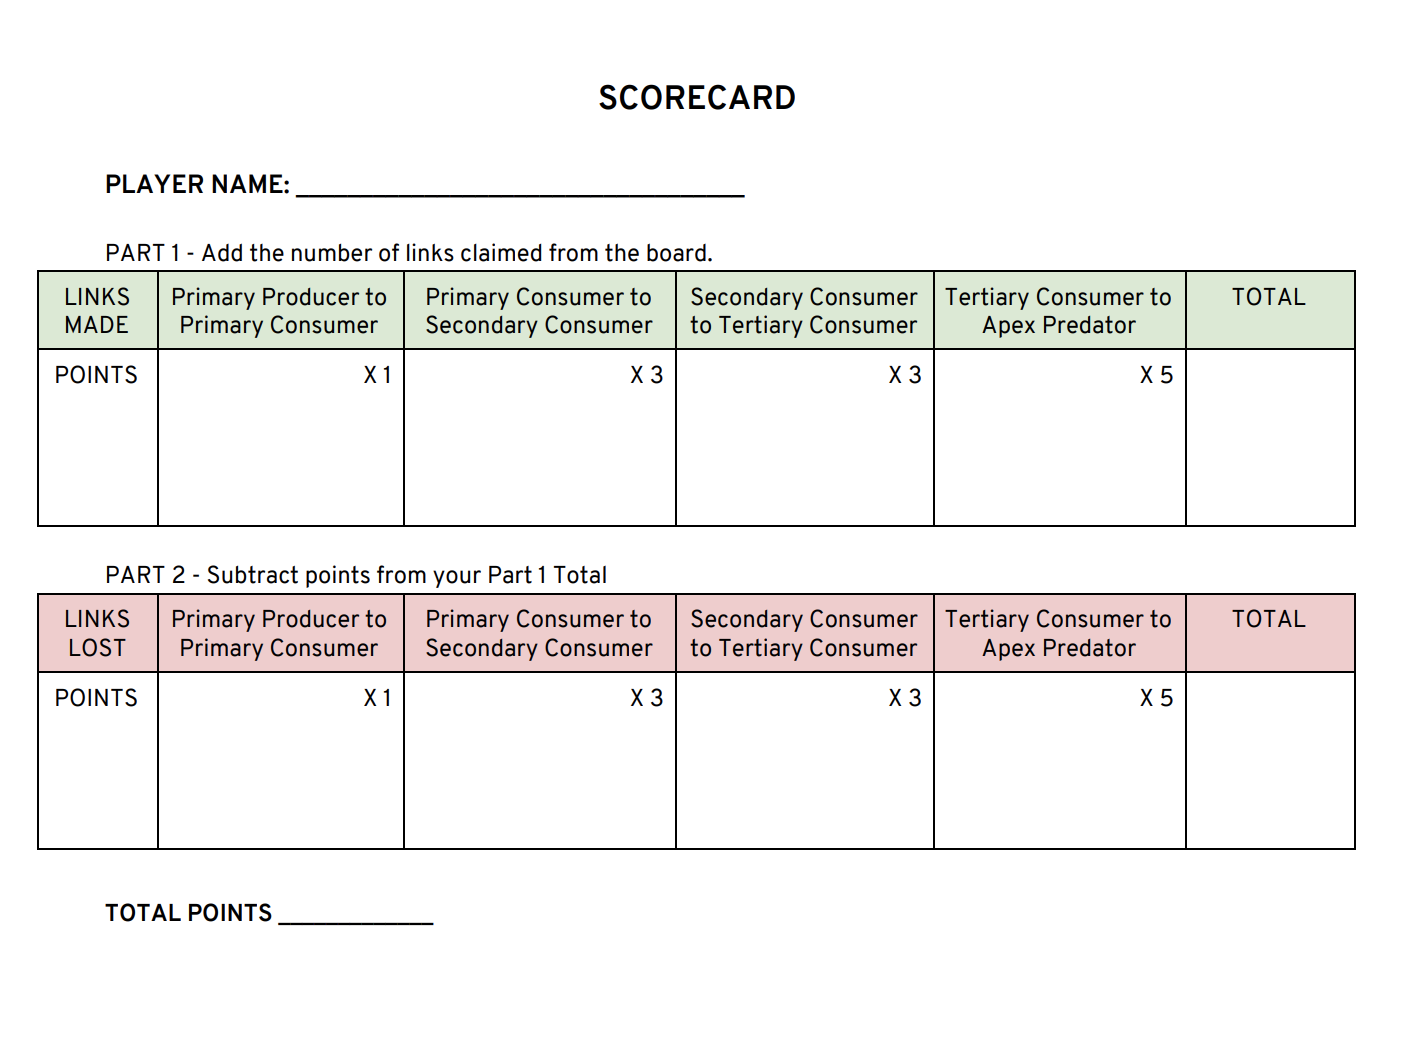 SCORECARD
PLAYER NAME: ___________________________________
PART 1 - Add the number of links claimed from the board.
LINKS MADE
Primary Producer to Primary Consumer
Primary Consumer to Secondary Consumer
Secondary Consumer to Tertiary Consumer
Tertiary Consumer to Apex Predator
TOTAL
POINTS
X 1
X 3
X 3
X 5
PART 2 - Subtract points from your Part 1 Total
LINKS LOST
Primary Producer to Primary Consumer
Primary Consumer to Secondary Consumer
Secondary Consumer to Tertiary Consumer
Tertiary Consumer to Apex Predator
TOTAL
POINTS
X 1
X 3
X 3
X 5
TOTAL POINTS _____________